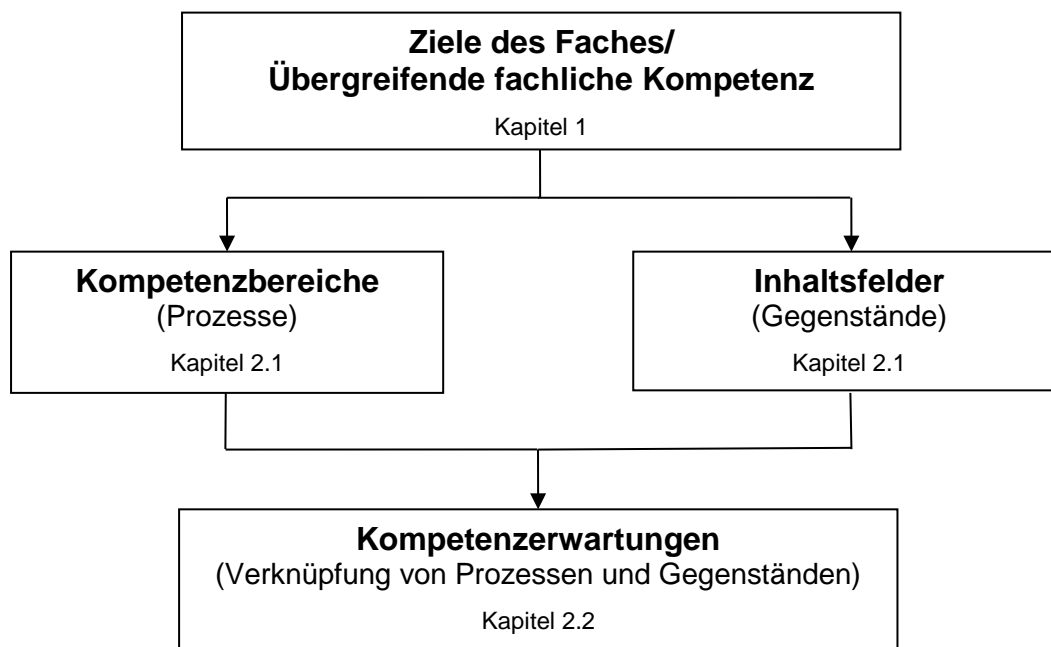 Ziele des Faches/
Übergreifende fachliche Kompetenz
Kapitel 1
Kompetenzbereiche
(Prozesse)
Kapitel 2.1
Inhaltsfelder
(Gegenstände)
Kapitel 2.1
Kompetenzerwartungen
(Verknüpfung von Prozessen und Gegenständen)
Kapitel 2.2